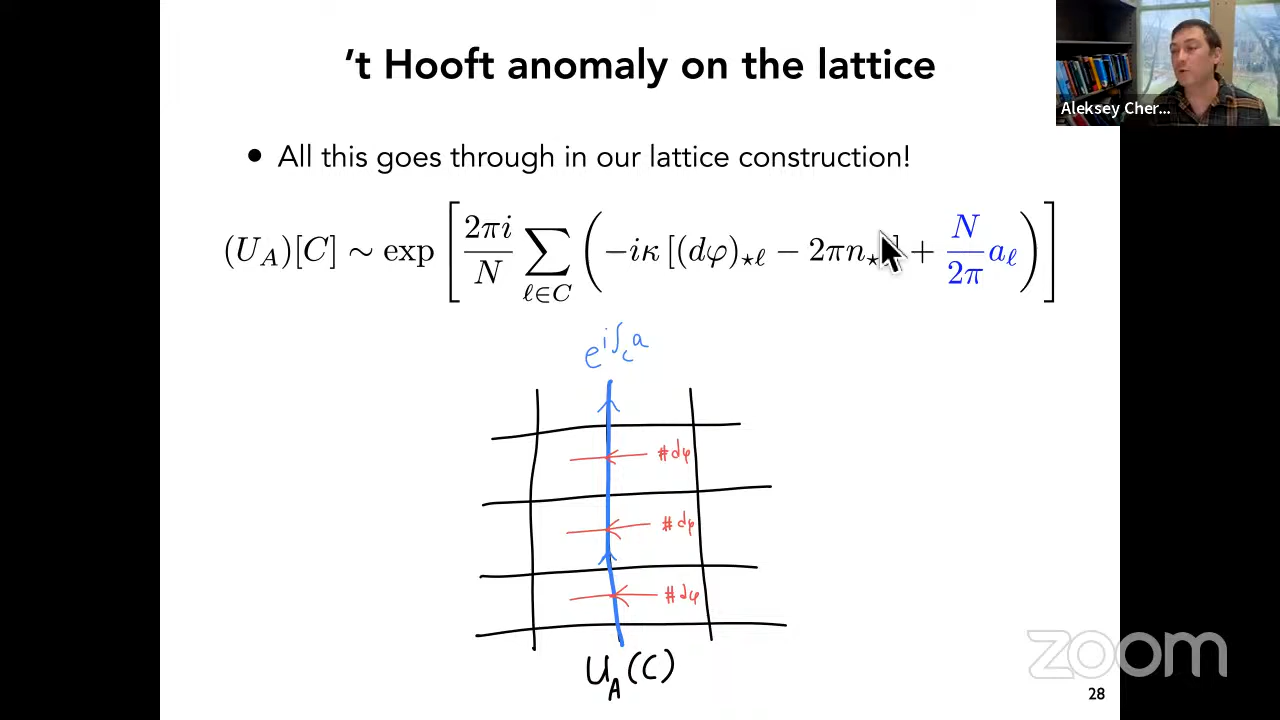 't Hooft anomaly on the lattice
Aleksey Cher...
• All this goes through in our lattice construction!
(U_A)[C] ∼ exp [ 2πi/N ∑_{ℓ∈C} ( −iκ [(dφ)_{⋆ℓ} − 2πn_⋆ ] + N/2π a_ℓ ) ]
e^{i∫_C a}
#dφ
#dφ
#dφ
U_A(C)
zoom
28